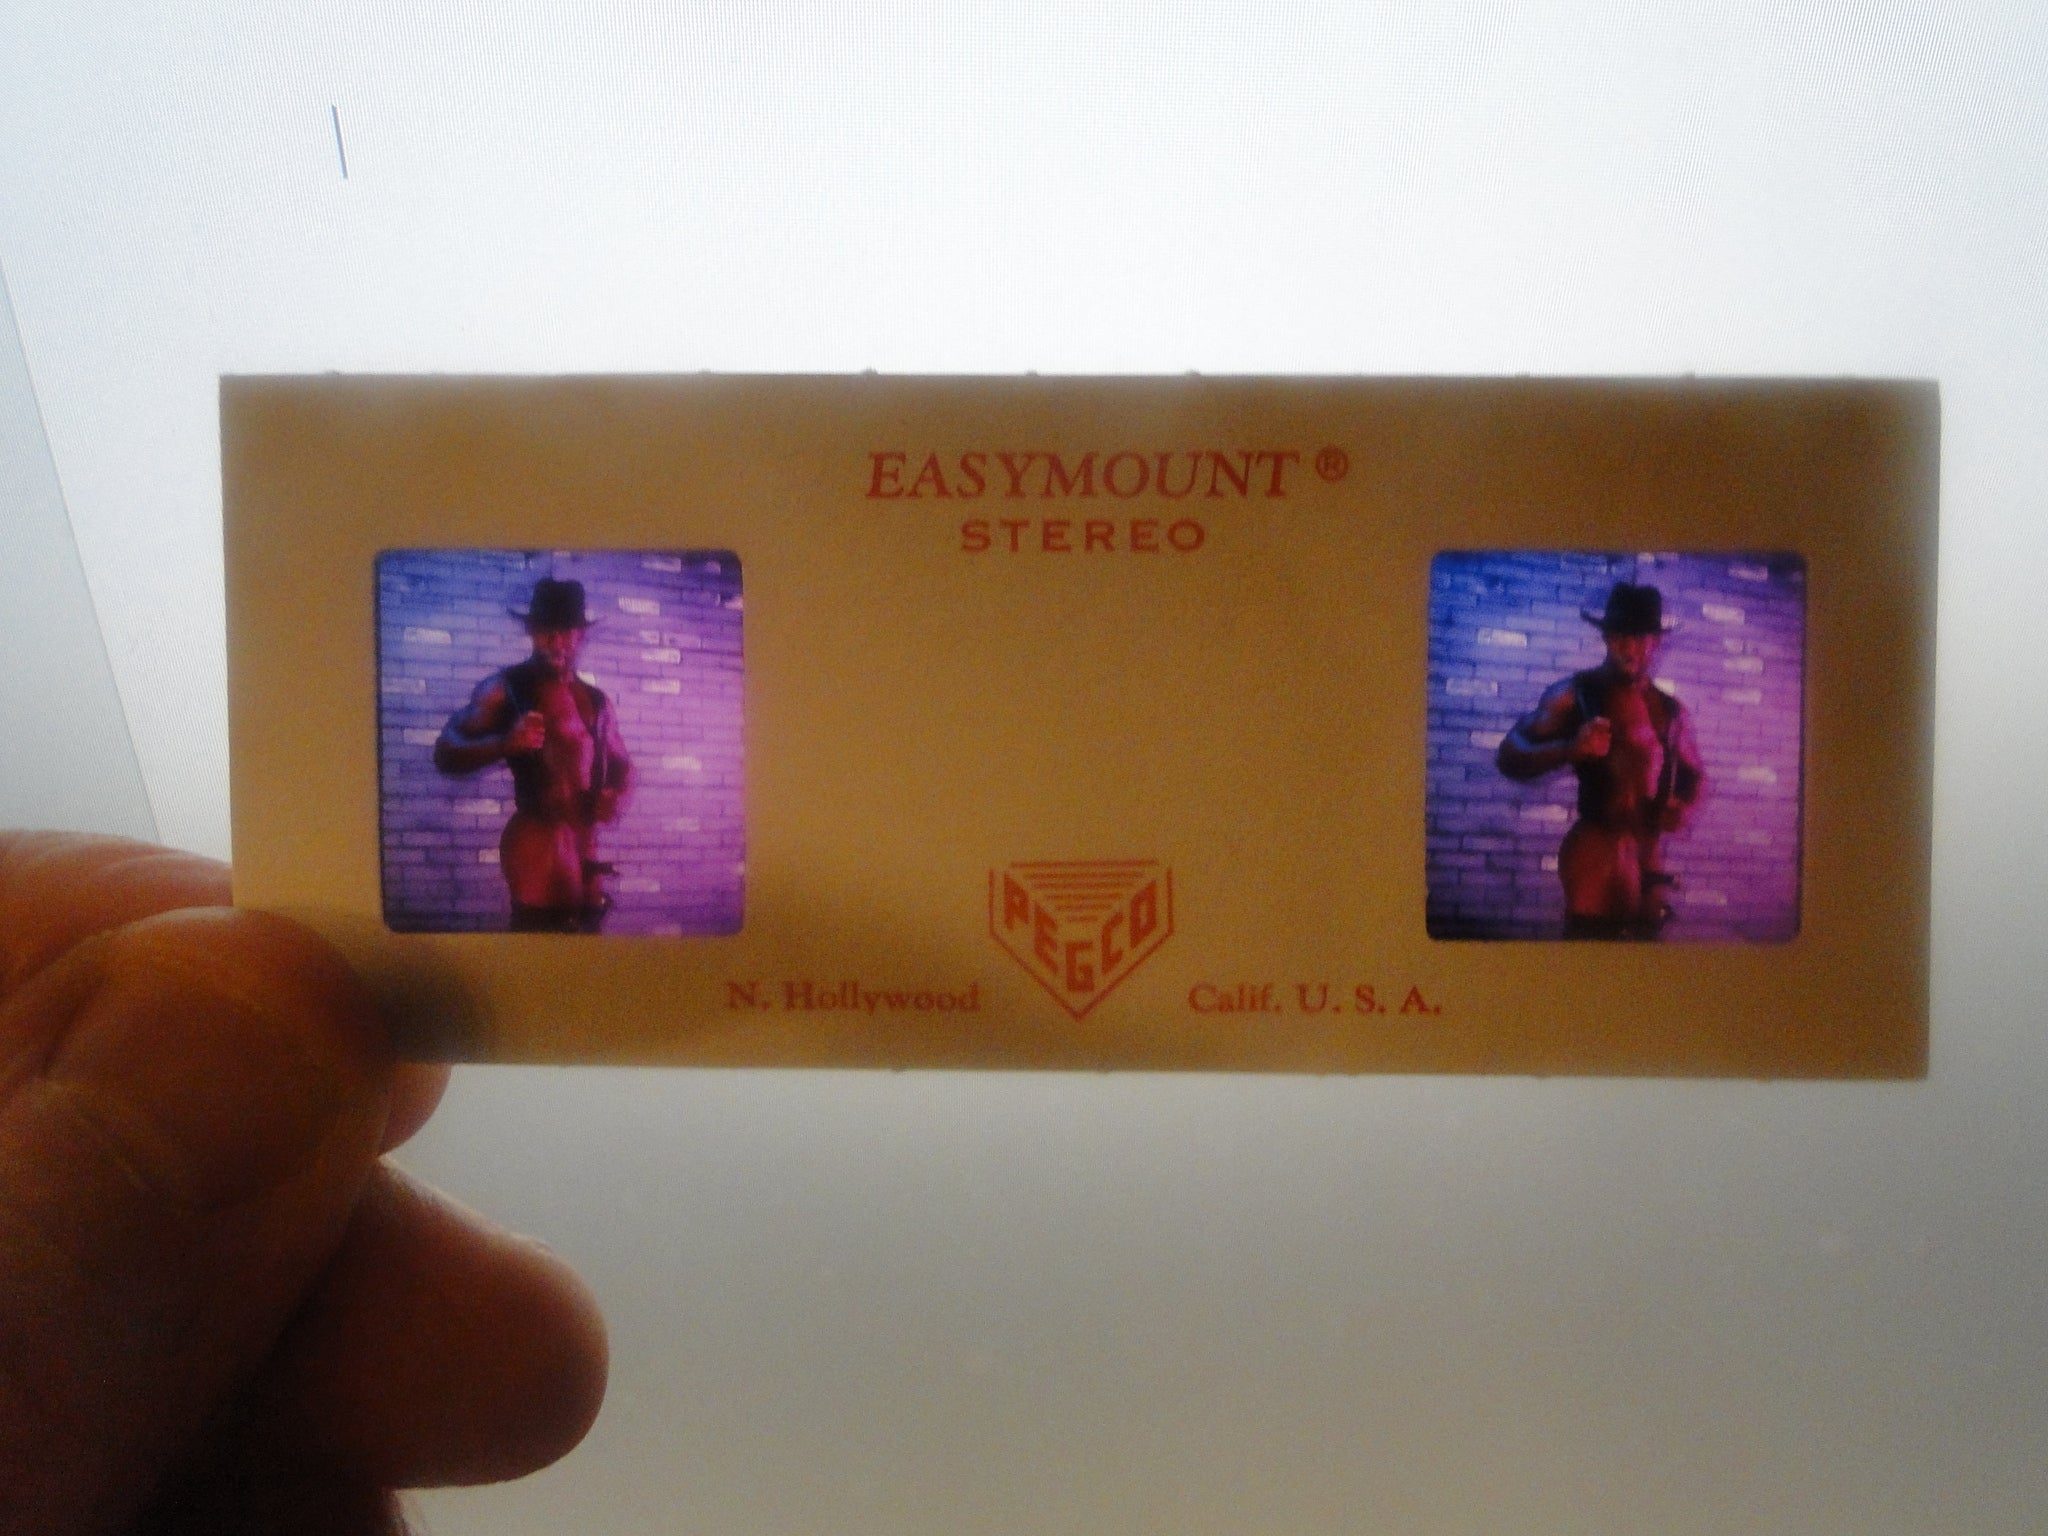 EASYMOUNT ®
STEREO
PEGCO
N. Hollywood Calif. U. S. A.